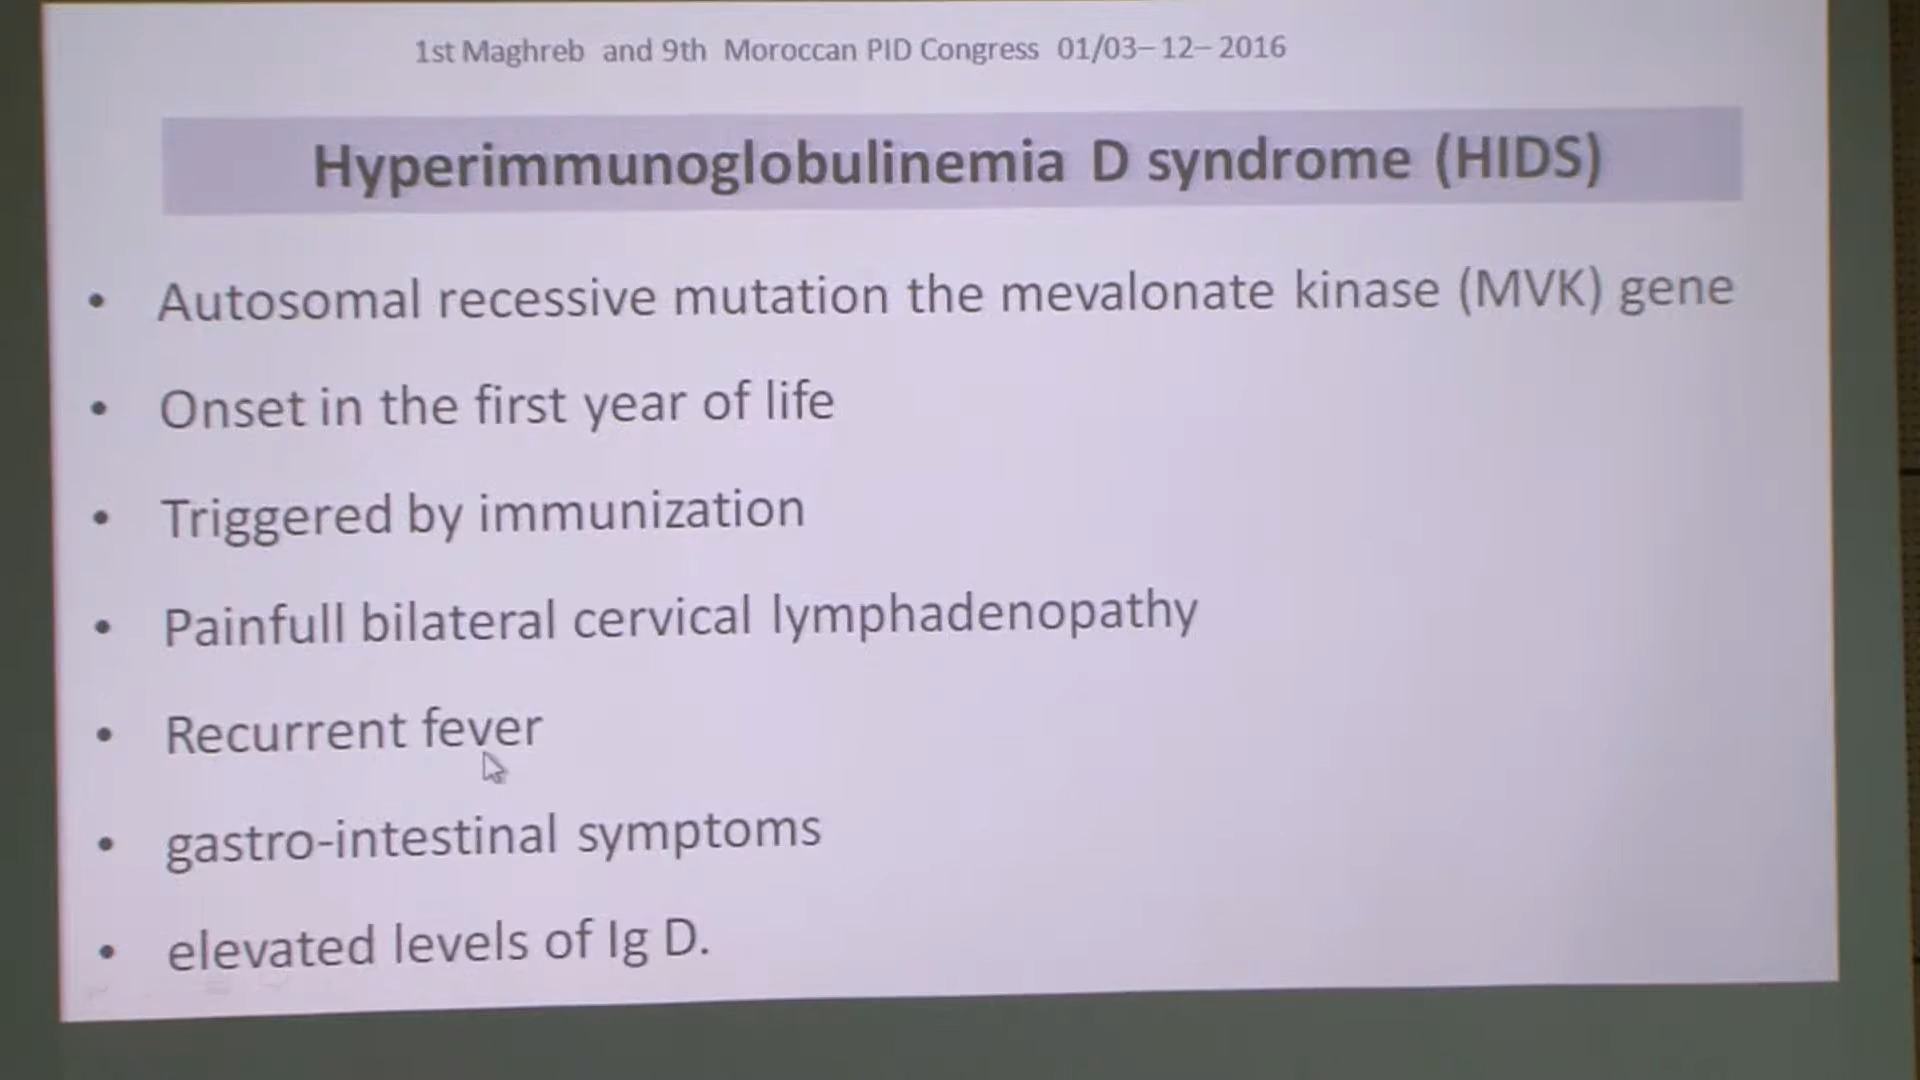 1st Maghreb and 9th Moroccan PID Congress 01/03–12–2016
Hyperimmunoglobulinemia D syndrome (HIDS)
• Autosomal recessive mutation the mevalonate kinase (MVK) gene
• Onset in the first year of life
• Triggered by immunization
• Painfull bilateral cervical lymphadenopathy
• Recurrent fever
• gastro-intestinal symptoms
• elevated levels of Ig D.